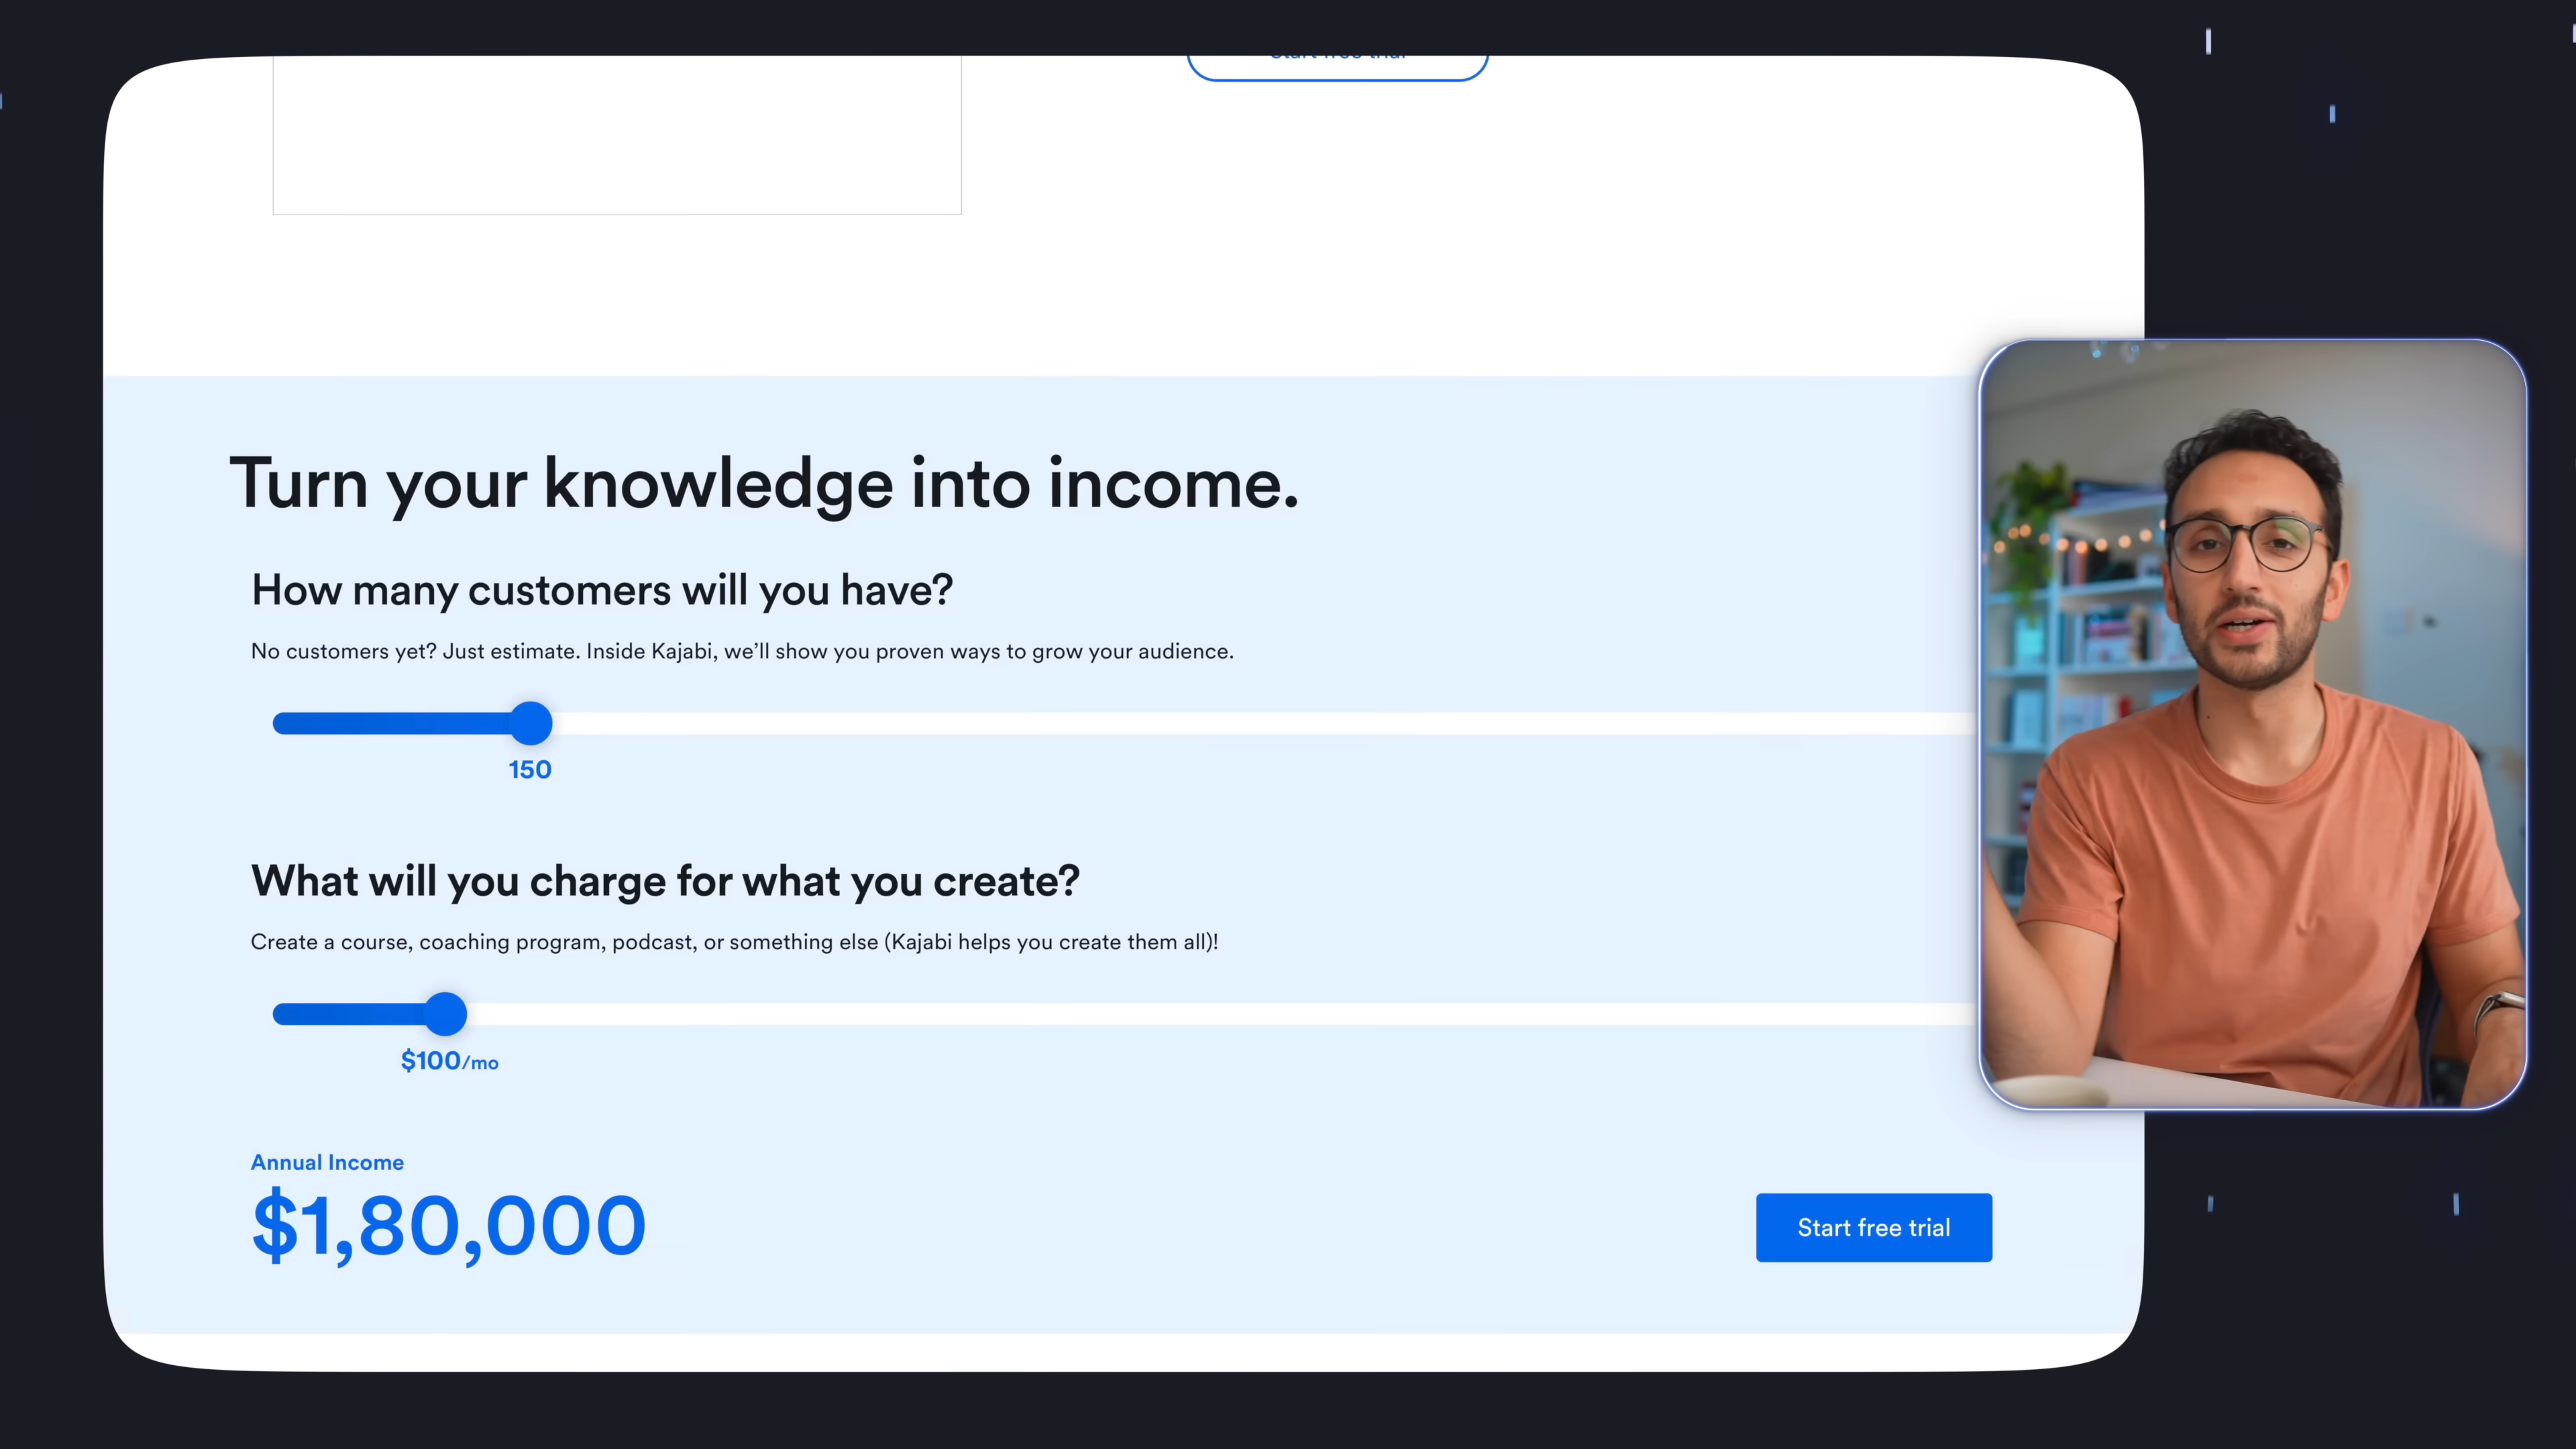 Start free trial
Turn your knowledge into income.
How many customers will you have?
No customers yet? Just estimate. Inside Kajabi, we’ll show you proven ways to grow your audience.
150
What will you charge for what you create?
Create a course, coaching program, podcast, or something else (Kajabi helps you create them all)!
$100/mo
Annual Income
$1,80,000
Start free trial